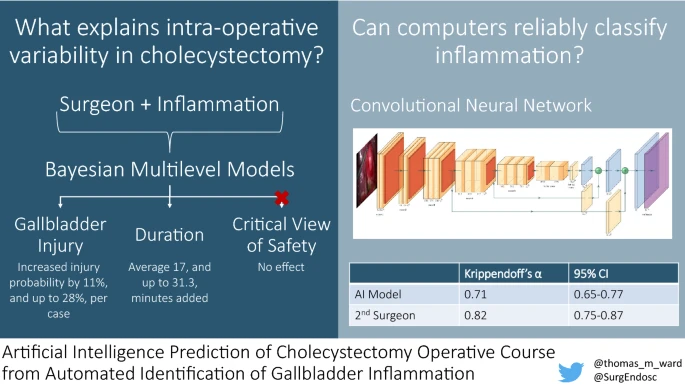 What explains intra-operative
variability in cholecystectomy?
Surgeon + Inflammation
Bayesian Multilevel Models
Gallbladder
Injury
Increased injury
probability by 11%,
and up to 28%, per
case
Duration
Average 17, and
up to 31.3,
minutes added
Critical View
of Safety
No effect
Can computers reliably classify
inflammation?
Convolutional Neural Network
Krippendoff's α 95% CI
AI Model 0.71 0.65-0.77
2nd Surgeon 0.82 0.75-0.87
Artificial Intelligence Prediction of Cholecystectomy Operative Course
from Automated Identification of Gallbladder Inflammation
@thomas_m_ward
@SurgEndosc